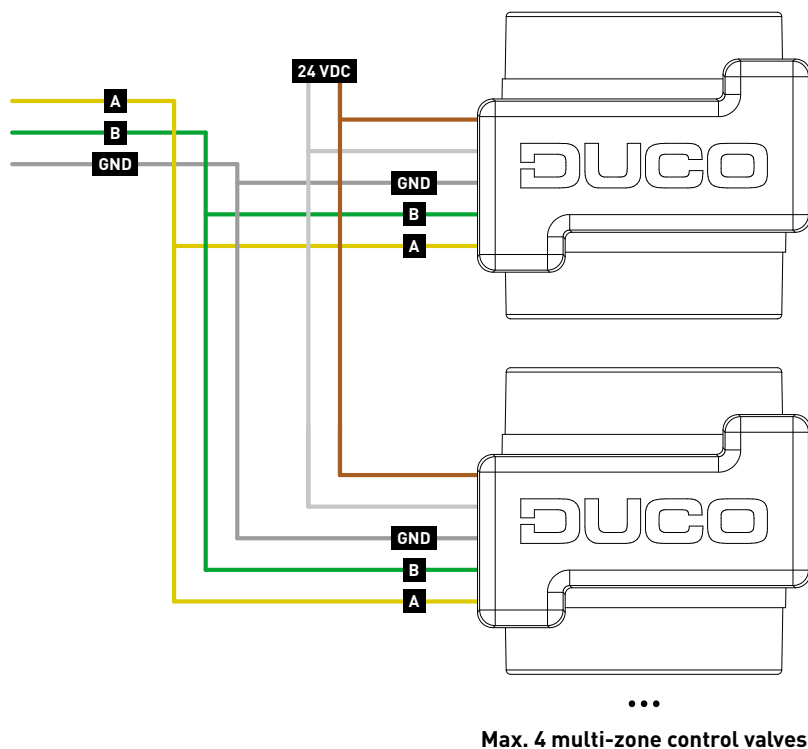 24 VDC
A
B
GND
GND
B
A
DUCO
GND
B
A
DUCO
...
Max. 4 multi-zone control valves